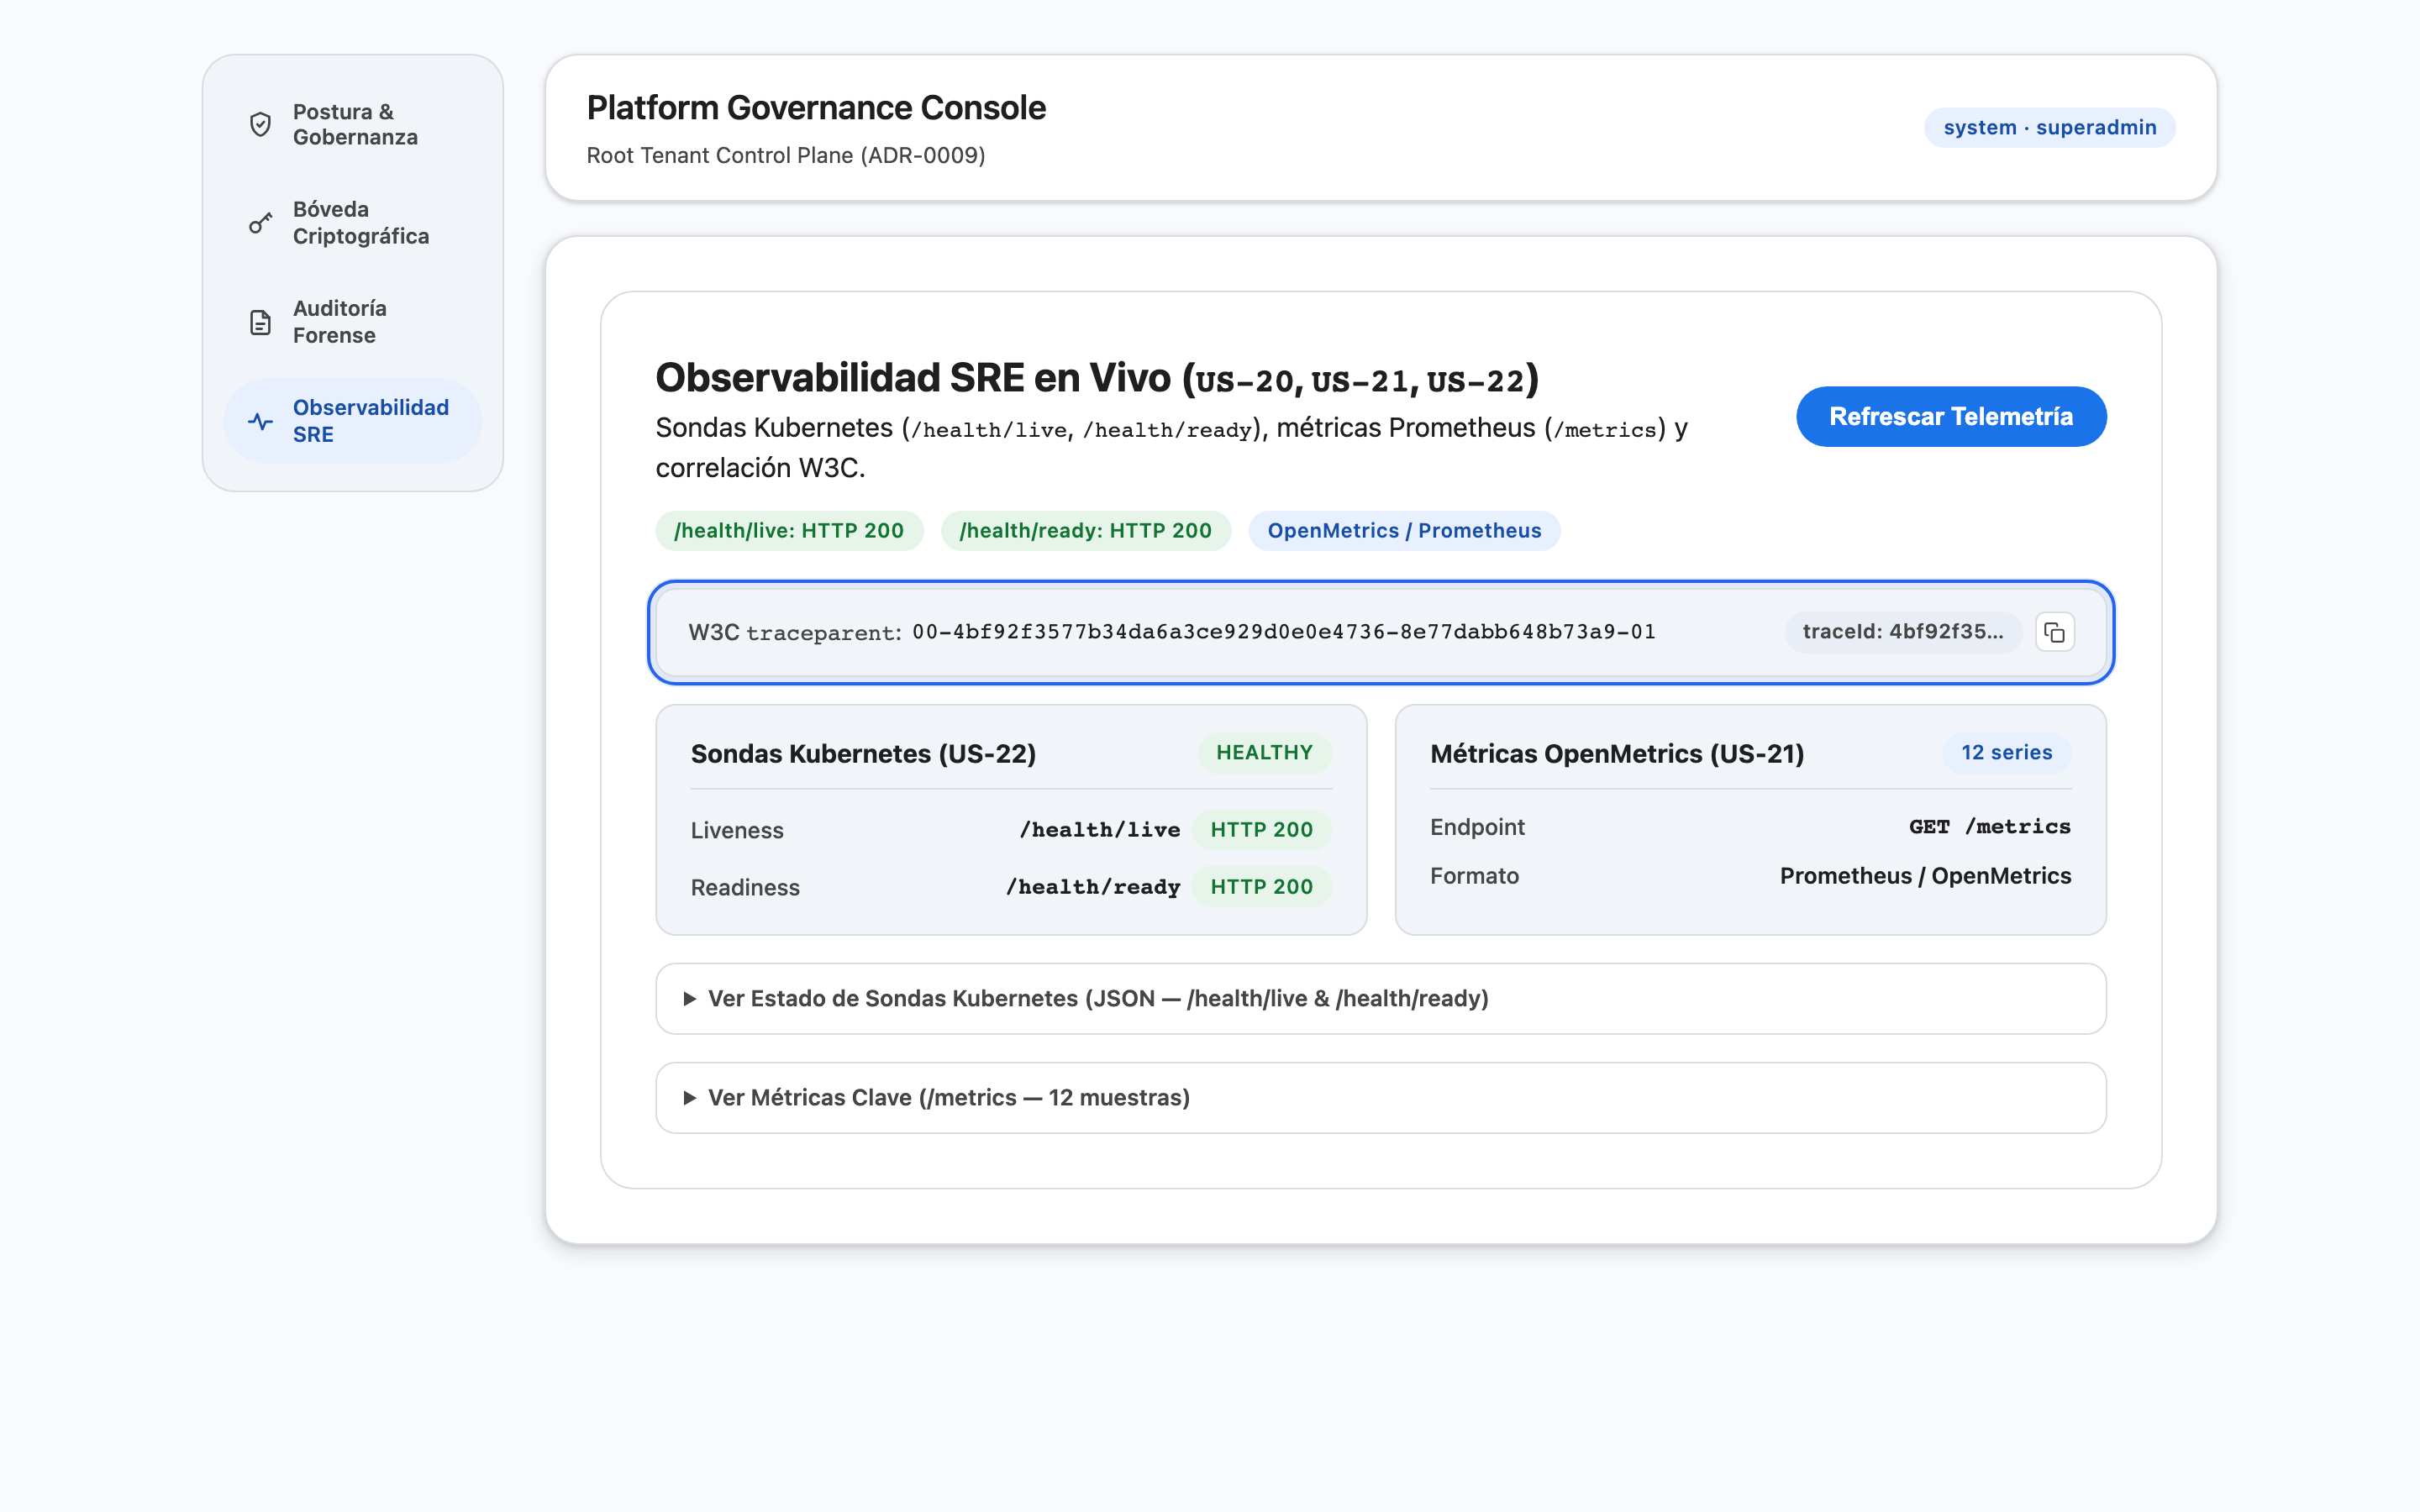 Postura &
Gobernanza
Bóveda
Criptográfica
Auditoría
Forense
Observabilidad
SRE
Platform Governance Console
Root Tenant Control Plane (ADR-0009)
system · superadmin
Observabilidad SRE en Vivo (US-20, US-21, US-22)
Sondas Kubernetes (/health/live, /health/ready), métricas Prometheus (/metrics) y
correlación W3C.
Refrescar Telemetría
/health/live: HTTP 200 /health/ready: HTTP 200 OpenMetrics / Prometheus
W3C traceparent: 00-4bf92f3577b34da6a3ce929d0e0e4736-8e77dabb648b73a9-01 traceId: 4bf92f35...
Sondas Kubernetes (US-22) HEALTHY
Liveness /health/live HTTP 200
Readiness /health/ready HTTP 200
Métricas OpenMetrics (US-21) 12 series
Endpoint GET /metrics
Formato Prometheus / OpenMetrics
Ver Estado de Sondas Kubernetes (JSON — /health/live & /health/ready)
Ver Métricas Clave (/metrics — 12 muestras)